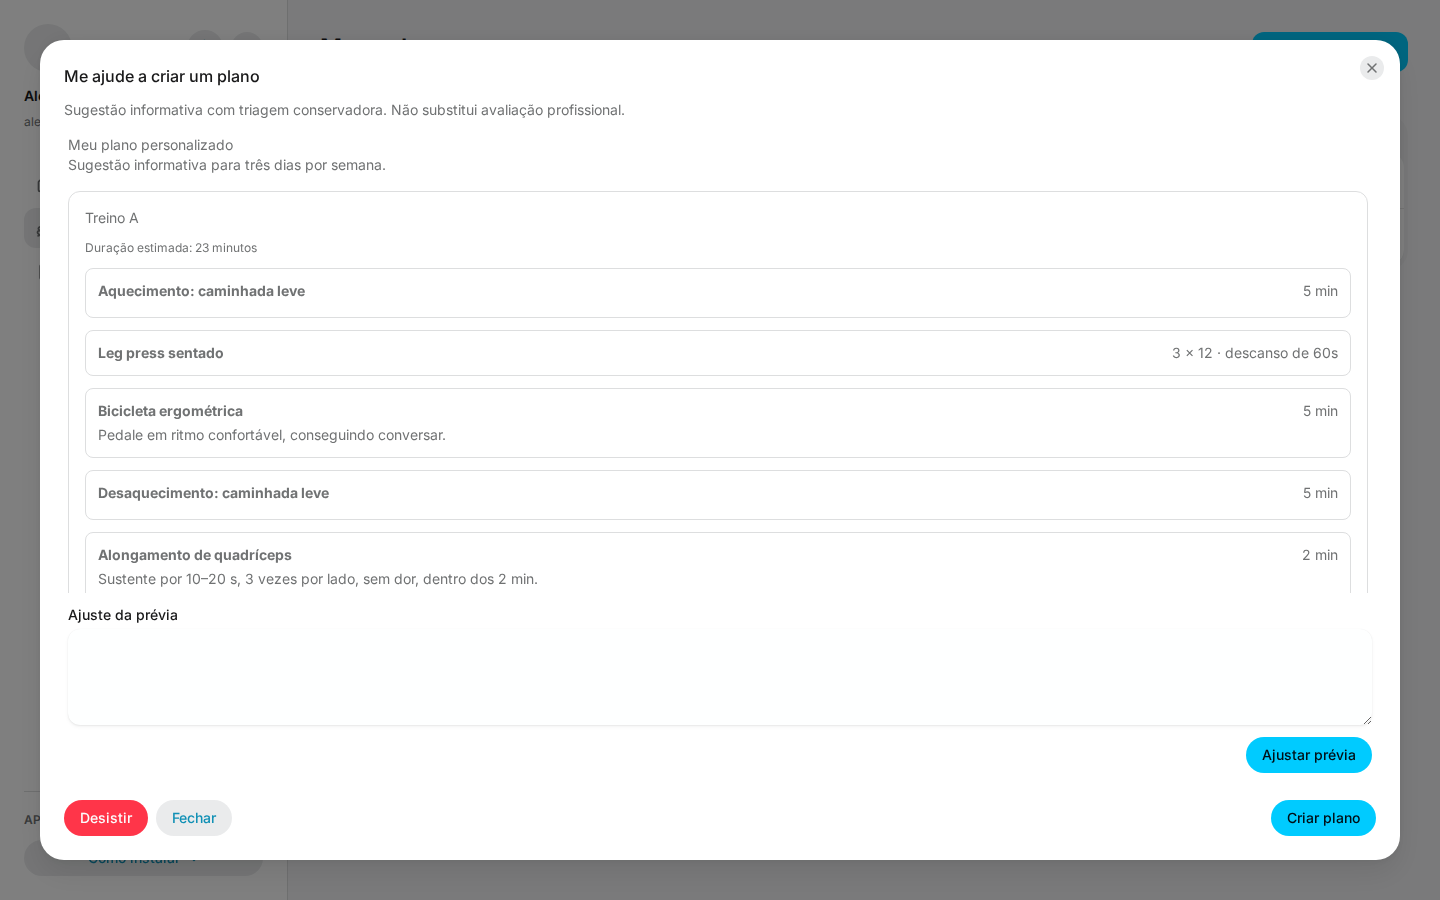 Me ajude a criar um plano
Sugestão informativa com triagem conservadora. Não substitui avaliação profissional.
Meu plano personalizado
Sugestão informativa para três dias por semana.
Treino A
Duração estimada: 23 minutos
Aquecimento: caminhada leve 5 min
Leg press sentado 3 × 12 · descanso de 60s
Bicicleta ergométrica 5 min
Pedale em ritmo confortável, conseguindo conversar.
Desaquecimento: caminhada leve 5 min
Alongamento de quadríceps 2 min
Sustente por 10–20 s, 3 vezes por lado, sem dor, dentro dos 2 min.
Ajuste da prévia
Ajustar prévia
Desistir Fechar Criar plano